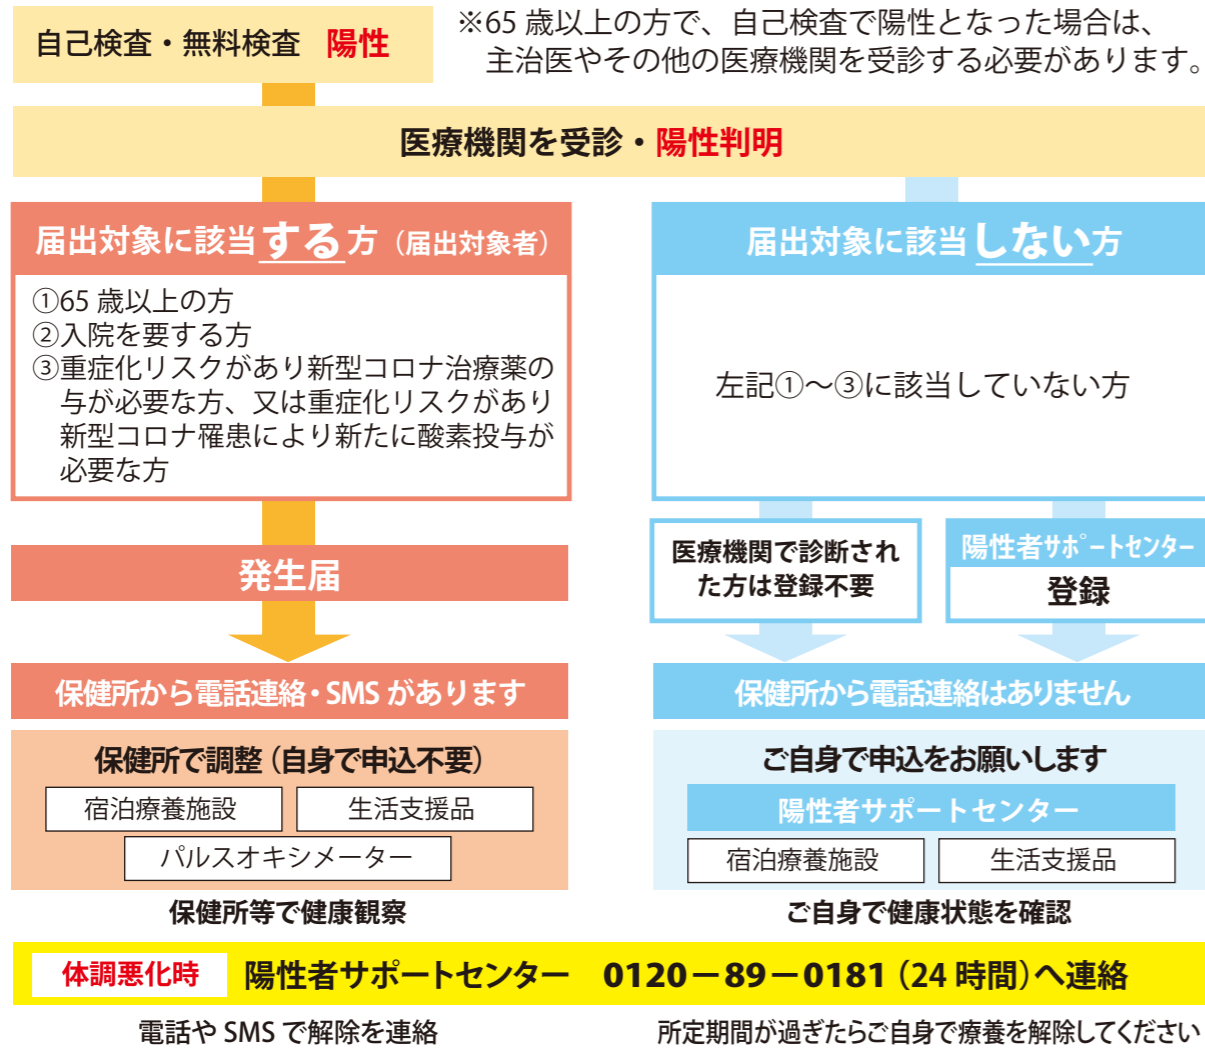 自己検査・無料検査 陽性
※65 歳以上の方で、自己検査で陽性となった場合は、
主治医やその他の医療機関を受診する必要があります。
医療機関を受診・陽性判明
届出対象に該当する方（届出対象者）
①65 歳以上の方
②入院を要する方
③重症化リスクがあり新型コロナ治療薬の
与が必要な方、又は重症化リスクがあり
新型コロナ罹患により新たに酸素投与が
必要な方
発生届
保健所から電話連絡・SMS があります
保健所で調整（自身で申込不要）
宿泊療養施設
生活支援品
パルスオキシメーター
保健所等で健康観察
届出対象に該当しない方
左記①～③に該当していない方
医療機関で診断され
た方は登録不要
陽性者ｻﾎﾟｰﾄｾﾝﾀｰ
登録
保健所から電話連絡はありません
ご自身で申込をお願いします
陽性者サポートセンター
宿泊療養施設
生活支援品
ご自身で健康状態を確認
体調悪化時 陽性者サポートセンター 0120－89－0181（24 時間）へ連絡
電話や SMS で解除を連絡
所定期間が過ぎたらご自身で療養を解除してください